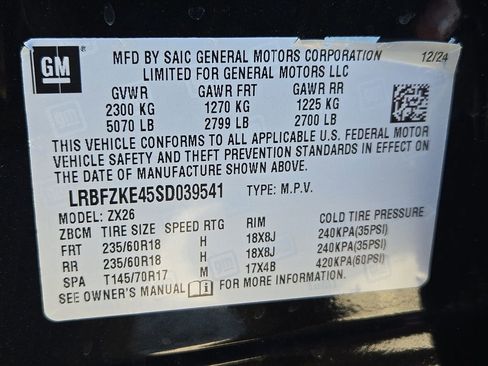 GM
MFD BY SAIC GENERAL MOTORS CORPORATION 12/24
LIMITED FOR GENERAL MOTORS LLC
GVWR GAWR FRT GAWR RR
2300 KG 1270 KG 1225 KG
5070 LB 2799 LB 2700 LB
THIS VEHICLE CONFORMS TO ALL APPLICABLE U.S. FEDERAL MOTOR
VEHICLE SAFETY AND THEFT PREVENTION STANDARDS IN EFFECT ON
THE DATE OF MANUFACTURE SHOWN ABOVE.
LRBFZKE45SD039541 TYPE: M.P.V.
MODEL: ZX26
ZBCM TIRE SIZE SPEED RTG RIM COLD TIRE PRESSURE
FRT 235/60R18 H 18X8J 240KPA(35PSI)
RR 235/60R18 H 18X8J 240KPA(35PSI)
SPA T145/70R17 M 17X4B 420KPA(60PSI)
SEE OWNER'S MANUAL FOR MORE INFORMATION.